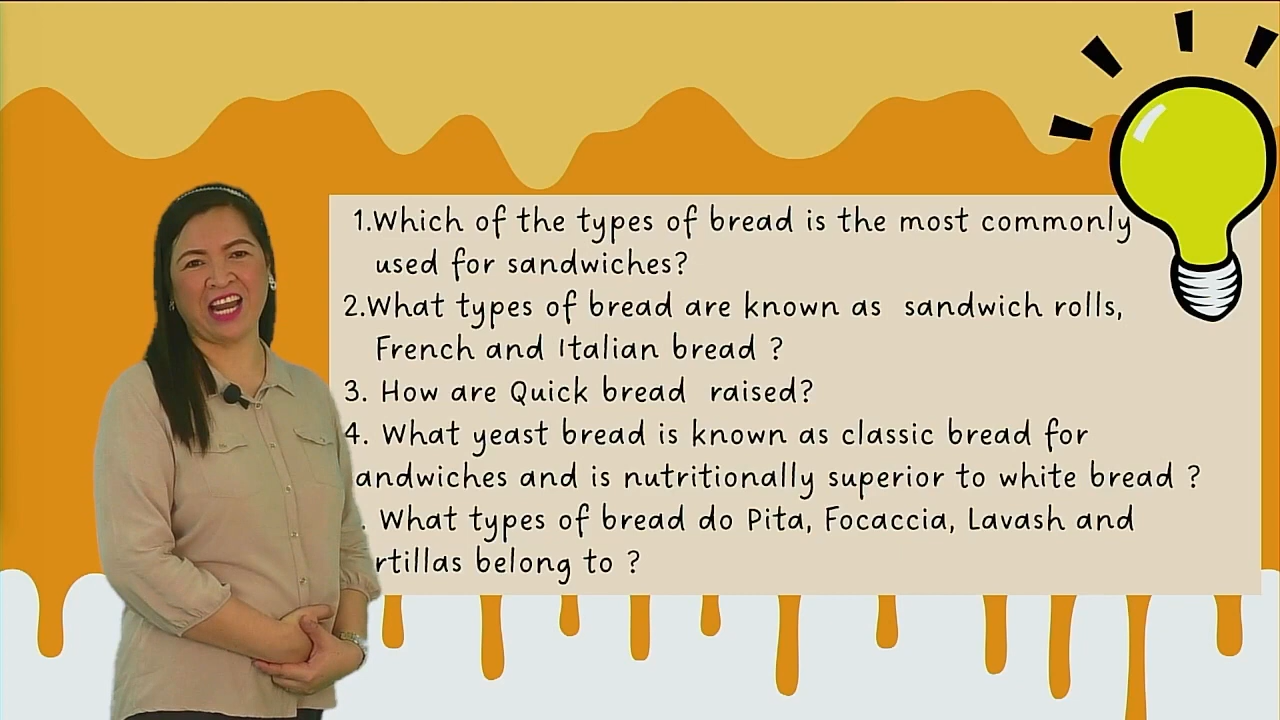 1.Which of the types of bread is the most commonly
used for sandwiches?
2.What types of bread are known as sandwich rolls,
French and Italian bread ?
3. How are Quick bread raised?
4. What yeast bread is known as classic bread for
andwiches and is nutritionally superior to white bread ?
. What types of bread do Pita, Focaccia, Lavash and
rtillas belong to ?